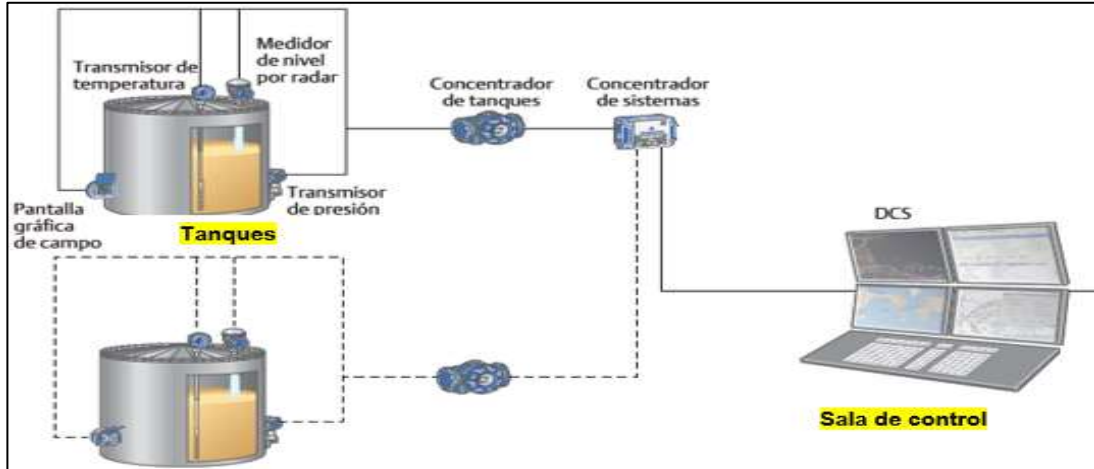 Transmisor de
temperatura
Medidor
de nivel
por radar
Concentrador
de tanques
Concentrador
de sistemas
Pantalla
gráfica
de campo
Transmisor
de presión
Tanques
DCS
Sala de control